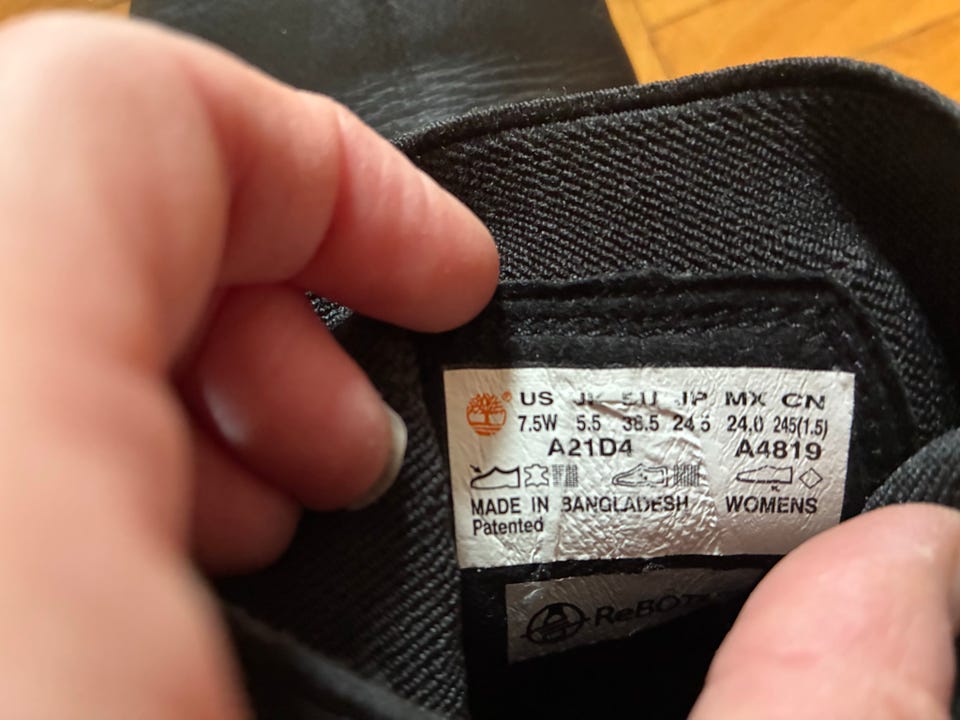 US UK EU JP MX CN
7.5W 5.5 38.5 24.5 24.0 245(1.5)
A21D4 A4819
MADE IN BANGLADESH WOMENS
Patented